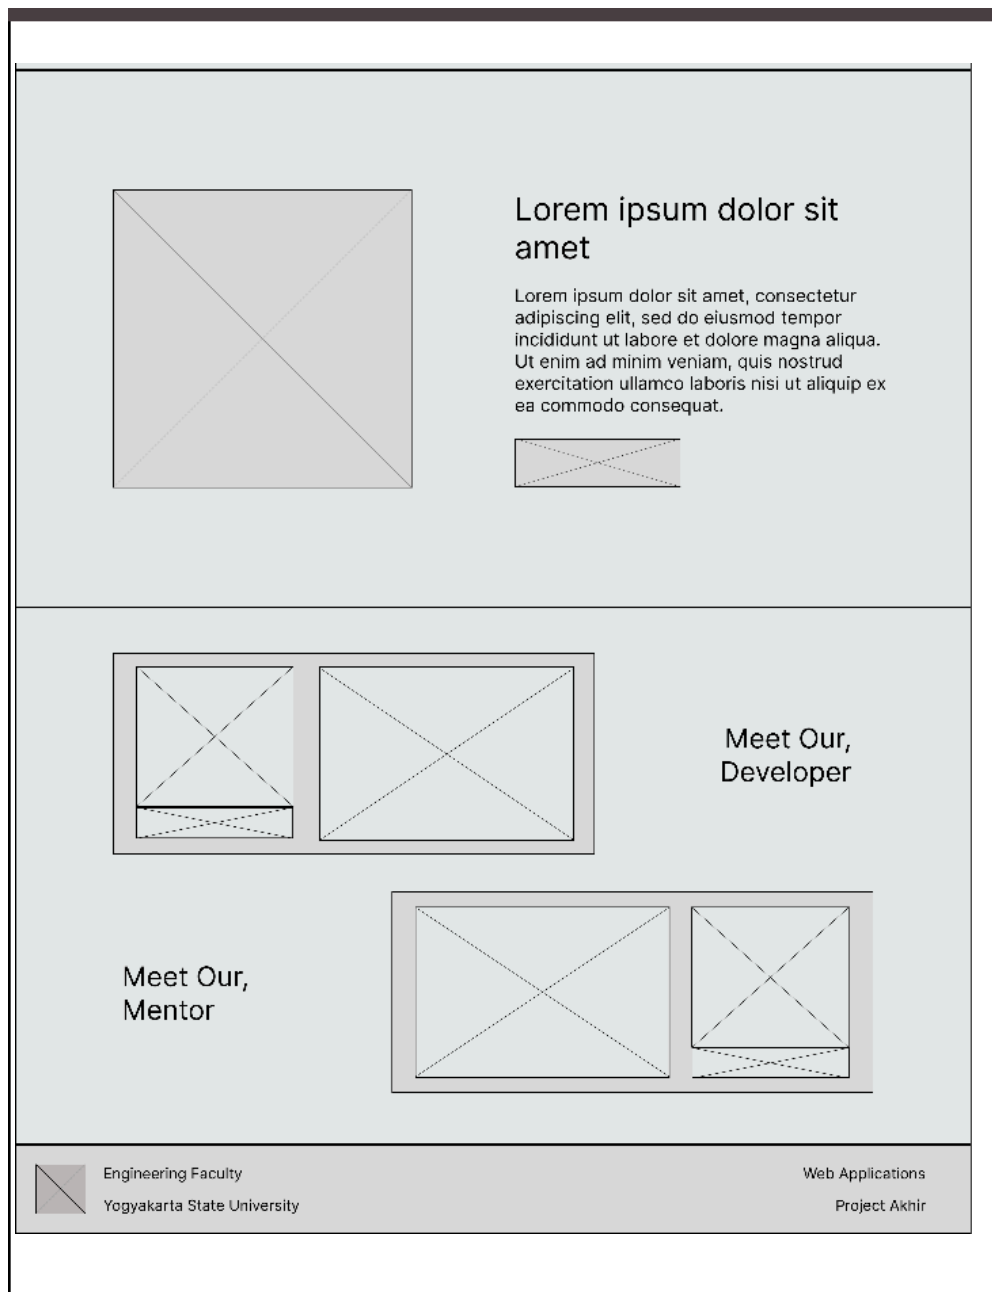 Lorem ipsum dolor sit
amet
Lorem ipsum dolor sit amet, consectetur
adipiscing elit, sed do eiusmod tempor
incididunt ut labore et dolore magna aliqua.
Ut enim ad minim veniam, quis nostrud
exercitation ullamco laboris nisi ut aliquip ex
ea commodo consequat.
Meet Our,
Developer
Meet Our,
Mentor
Engineering Faculty
Yogyakarta State University
Web Applications
Project Akhir